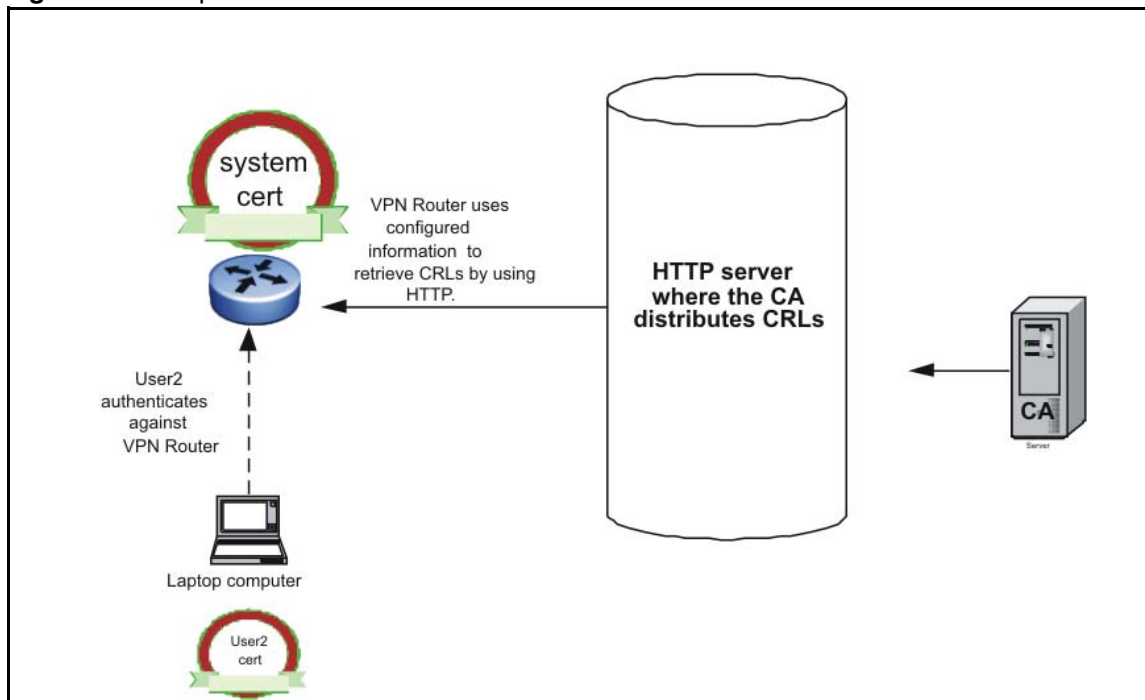 system
cert
VPN Router uses
configured
information to
retrieve CRLs by using
HTTP.
HTTP server
where the CA
distributes CRLs
User2
authenticates
against
VPN Router
CA
Server
Laptop computer
User2
cert